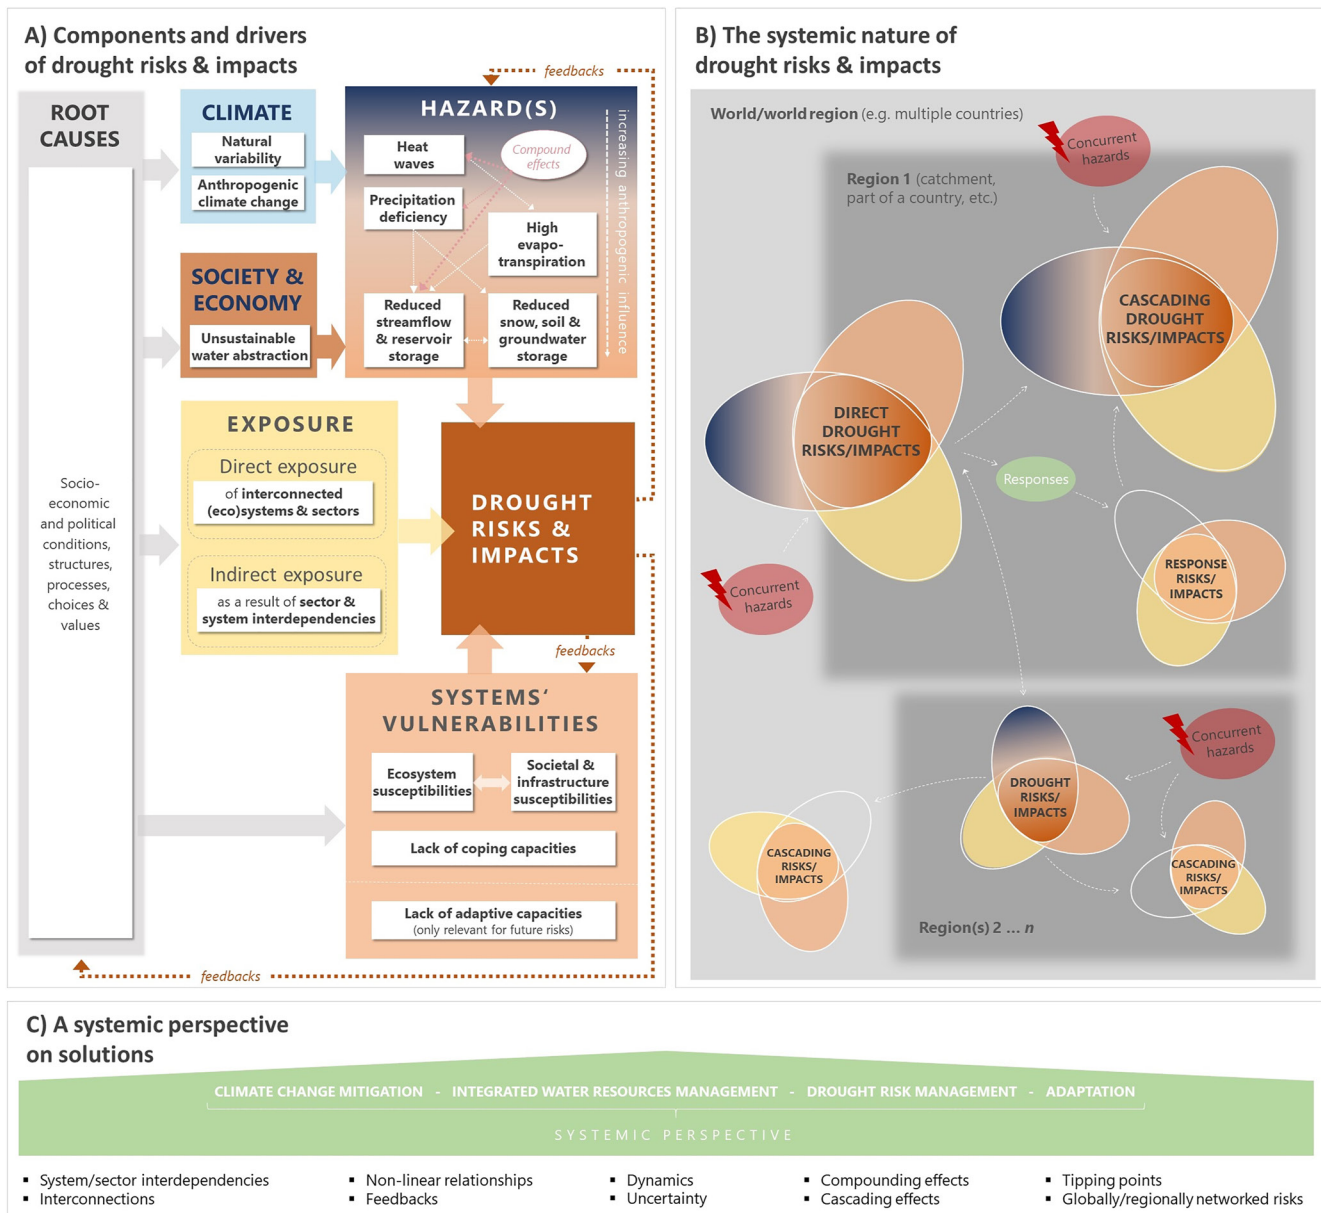 A) Components and drivers
of drought risks & impacts
feedbacks
ROOT
CAUSES
Socio-
economic
and political
conditions,
structures,
processes,
choices &
values
CLIMATE
Natural
variability
Anthropogenic
climate change
SOCIETY &
ECONOMY
Unsustainable
water abstraction
HAZARD(S)
Heat
waves
Compound
effects
Precipitation
deficiency
High
evapo-
transpiration
Reduced
streamflow
& reservoir
storage
Reduced
snow, soil &
groundwater
storage
increasing anthropogenic influence
EXPOSURE
Direct exposure
of interconnected
(eco)systems & sectors
Indirect exposure
as a result of sector &
system interdependencies
DROUGHT
RISKS &
IMPACTS
feedbacks
SYSTEMS‘
VULNERABILITIES
Ecosystem
susceptibilities
Societal &
infrastructure
susceptibilities
Lack of coping capacities
Lack of adaptive capacities
(only relevant for future risks)
feedbacks
B) The systemic nature of
drought risks & impacts
World/world region (e.g. multiple countries)
Concurrent
hazards
Region 1 (catchment,
part of a country, etc.)
CASCADING
DROUGHT
RISKS/IMPACTS
DIRECT
DROUGHT
RISKS/IMPACTS
Responses
RESPONSE
RISKS/
IMPACTS
Concurrent
hazards
Concurrent
hazards
DROUGHT
RISKS/
IMPACTS
CASCADING
RISKS/
IMPACTS
CASCADING
RISKS/
IMPACTS
Region(s) 2 ... n
C) A systemic perspective
on solutions
CLIMATE CHANGE MITIGATION - INTEGRATED WATER RESOURCES MANAGEMENT - DROUGHT RISK MANAGEMENT - ADAPTATION
SYSTEMIC PERSPECTIVE
▪ System/sector interdependencies
▪ Interconnections
▪ Non-linear relationships
▪ Feedbacks
▪ Dynamics
▪ Uncertainty
▪ Compounding effects
▪ Cascading effects
▪ Tipping points
▪ Globally/regionally networked risks